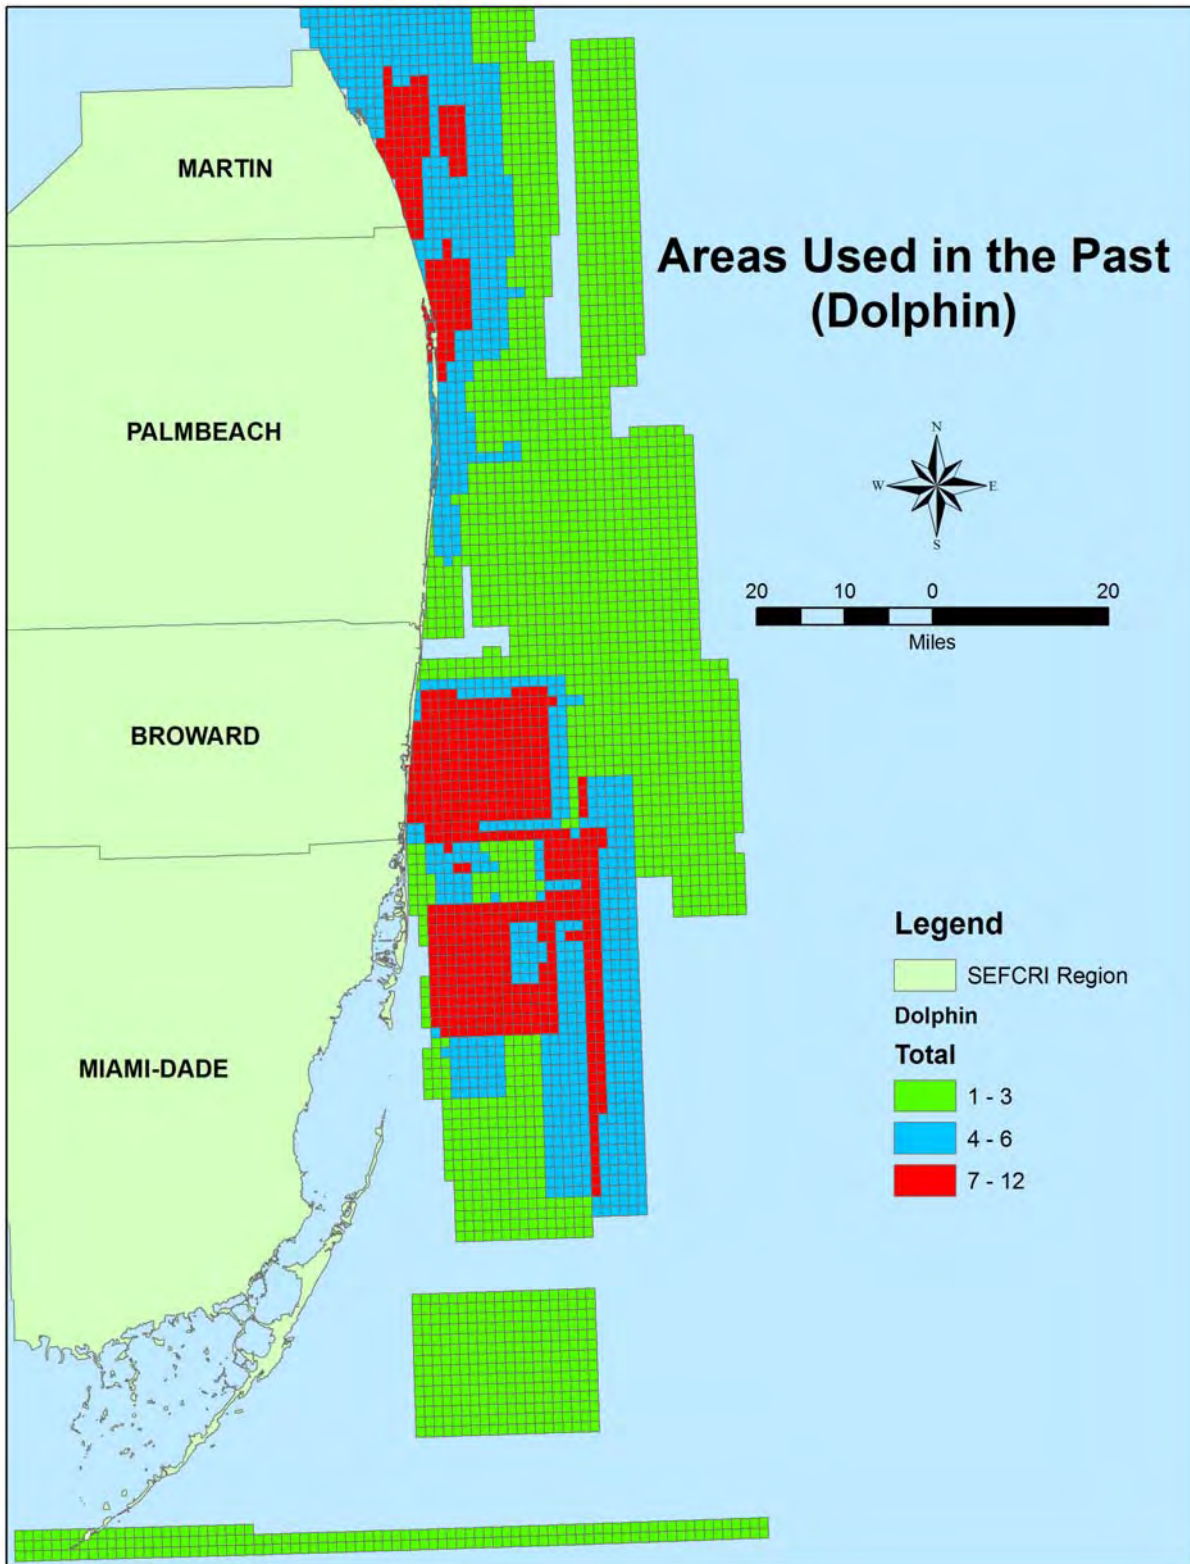 MARTIN
Areas Used in the Past
(Dolphin)
PALMBEACH
N
W
E
S
20 10 0 20
Miles
BROWARD
Legend
SEFCRI Region
Dolphin
Total
MIAMI-DADE
1 - 3
4 - 6
7 - 12